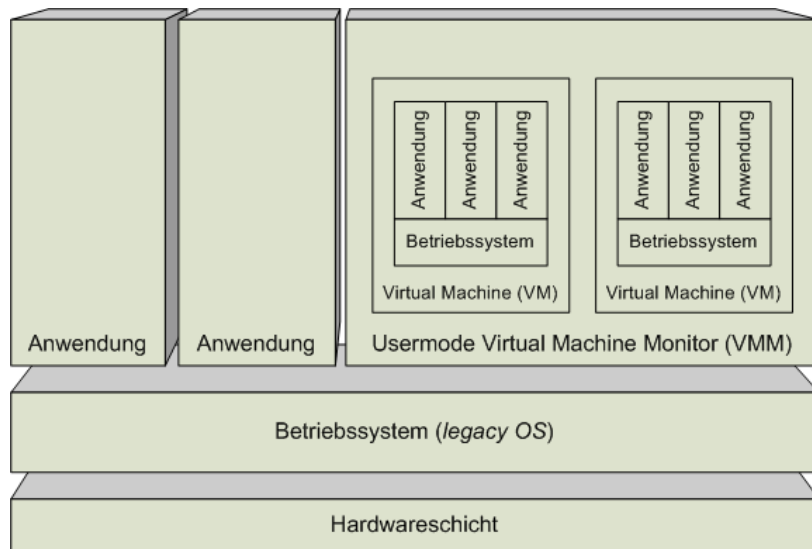 Anwendung
Anwendung
Anwendung
Anwendung
Anwendung
Anwendung
Betriebssystem
Betriebssystem
Virtual Machine (VM)
Virtual Machine (VM)
Anwendung
Anwendung
Usermode Virtual Machine Monitor (VMM)
Betriebssystem (legacy OS)
Hardwareschicht